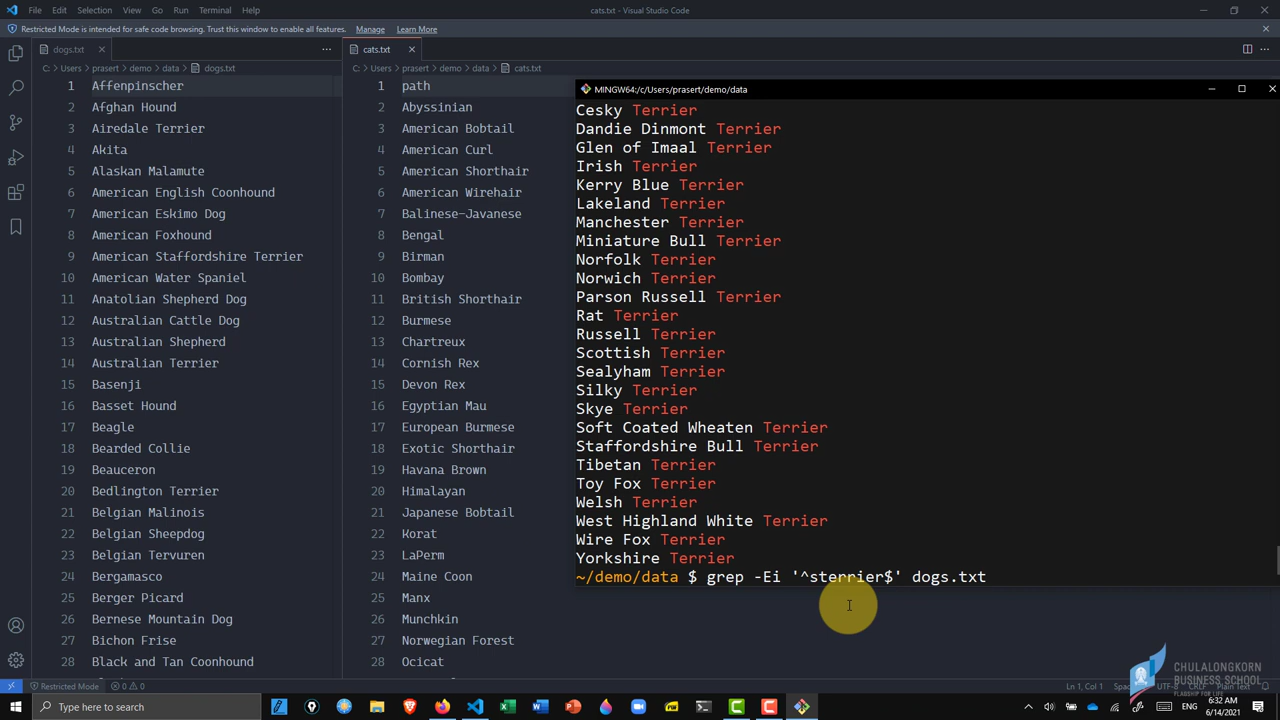 File Edit Selection View Go Run Terminal Help
cats.txt - Visual Studio Code
Restricted Mode is intended for safe code browsing. Trust this window to enable all features. Manage Learn More
dogs.txt
C: > Users > prasert > demo > data > dogs.txt
1 Affenpinscher
2 Afghan Hound
3 Airedale Terrier
4 Akita
5 Alaskan Malamute
6 American English Coonhound
7 American Eskimo Dog
8 American Foxhound
9 American Staffordshire Terrier
10 American Water Spaniel
11 Anatolian Shepherd Dog
12 Australian Cattle Dog
13 Australian Shepherd
14 Australian Terrier
15 Basenji
16 Basset Hound
17 Beagle
18 Bearded Collie
19 Beauceron
20 Bedlington Terrier
21 Belgian Malinois
22 Belgian Sheepdog
23 Belgian Tervuren
24 Bergamasco
25 Berger Picard
26 Bernese Mountain Dog
27 Bichon Frise
28 Black and Tan Coonhound
cats.txt
C: > Users > prasert > demo > data > cats.txt
1 path
2 Abyssinian
3 American Bobtail
4 American Curl
5 American Shorthair
6 American Wirehair
7 Balinese-Javanese
8 Bengal
9 Birman
10 Bombay
11 British Shorthair
12 Burmese
13 Chartreux
14 Cornish Rex
15 Devon Rex
16 Egyptian Mau
17 European Burmese
18 Exotic Shorthair
19 Havana Brown
20 Himalayan
21 Japanese Bobtail
22 Korat
23 LaPerm
24 Maine Coon
25 Manx
26 Munchkin
27 Norwegian Forest
28 Ocicat
MINGW64:/c/Users/prasert/demo/data
Cesky Terrier
Dandie Dinmont Terrier
Glen of Imaal Terrier
Irish Terrier
Kerry Blue Terrier
Lakeland Terrier
Manchester Terrier
Miniature Bull Terrier
Norfolk Terrier
Norwich Terrier
Parson Russell Terrier
Rat Terrier
Russell Terrier
Scottish Terrier
Sealyham Terrier
Silky Terrier
Skye Terrier
Soft Coated Wheaten Terrier
Staffordshire Bull Terrier
Tibetan Terrier
Toy Fox Terrier
Welsh Terrier
West Highland White Terrier
Wire Fox Terrier
Yorkshire Terrier
~/demo/data $ grep -Ei '^sterrier$' dogs.txt
CHULALONGKORN
BUSINESS SCHOOL
FLAGSHIP FOR LIFE
Restricted Mode 0 0
Ln 1, Col 1 UTF-8 CRLF Plain Text
Type here to search
ENG
6:32 AM
6/14/2021